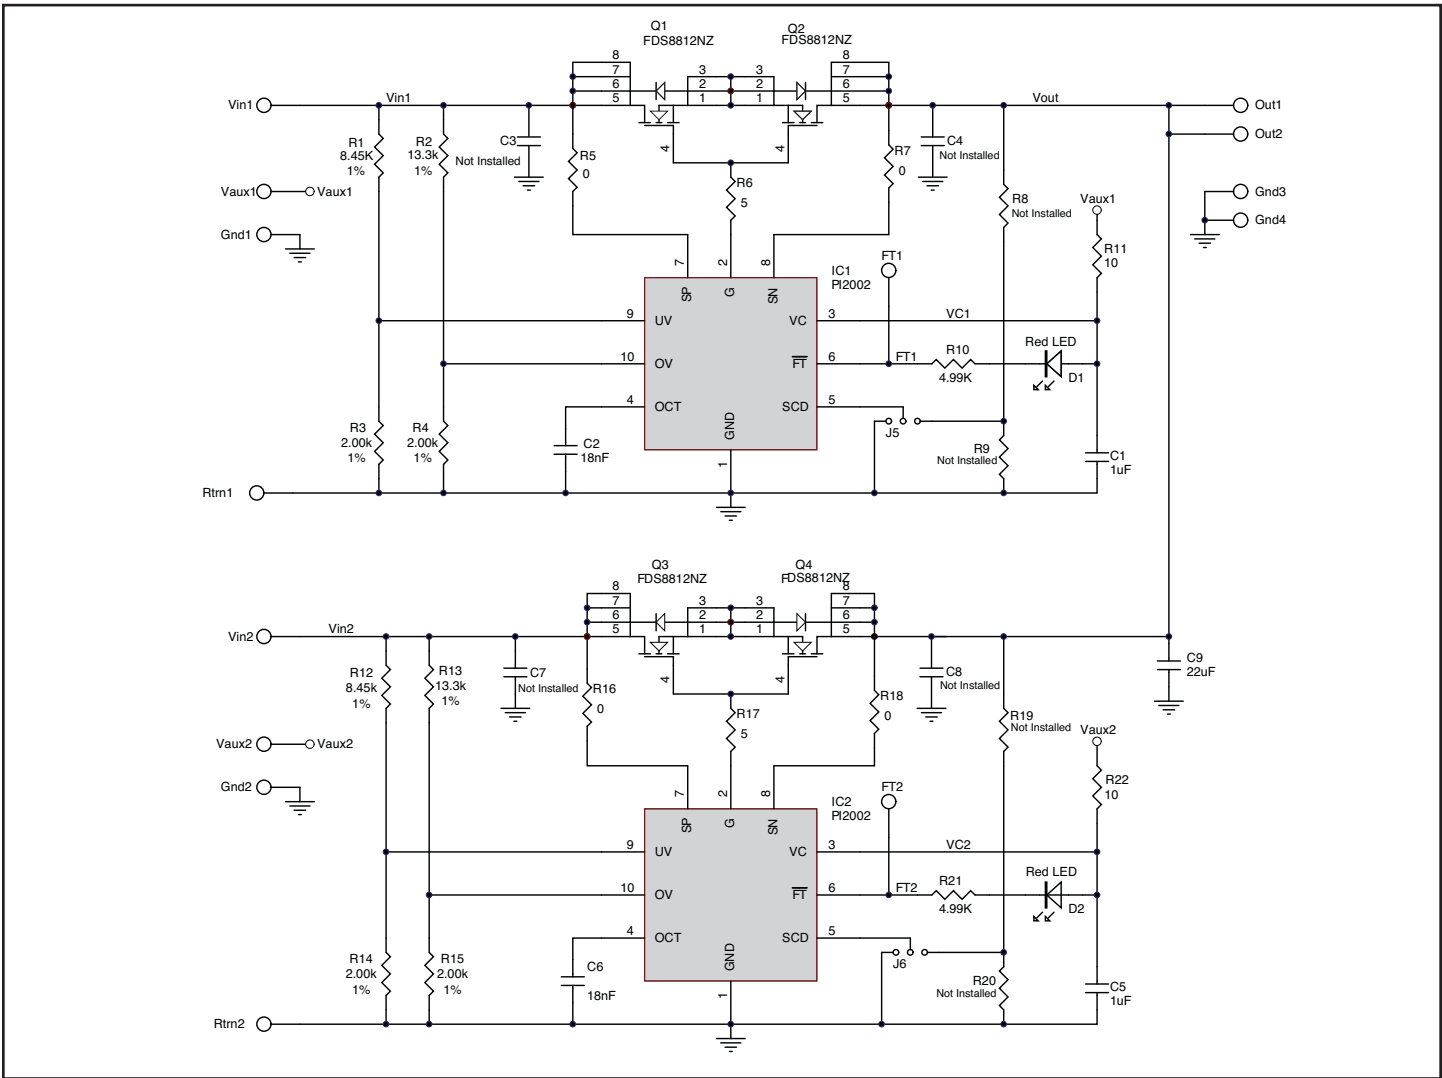 Q1
FDS8812NZ
Q2
FDS8812NZ
8
7
6
5
3
2
1
3
2
1
8
7
6
5
4
4
Vin1
Vin1
Vout
Out1
Out2
R1
8.45K
1%
R2
13.3k
1%
C3
Not Installed
R5
0
R6
5
R7
0
C4
Not Installed
R8
Not Installed
Vaux1
Vaux1
Gnd1
Gnd3
Gnd4
Vaux1
R11
10
FT1
IC1
PI2002
7
2
8
SP
G
SN
9
UV
10
OV
4
OCT
VC
3
VC1
FT
6
FT1
R10
4.99K
Red LED
D1
SCD
5
J5
GND
1
R3
2.00k
1%
R4
2.00k
1%
C2
18nF
R9
Not Installed
C1
1uF
Rtrn1
Q3
FDS8812NZ
Q4
FDS8812NZ
8
7
6
5
3
2
1
3
2
1
8
7
6
5
4
4
Vin2
Vin2
R12
8.45k
1%
R13
13.3k
1%
C7
Not Installed
R16
0
R17
5
R18
0
C8
Not Installed
R19
Not Installed
C9
22uF
Vaux2
Vaux2
Gnd2
Vaux2
R22
10
FT2
IC2
PI2002
7
2
8
SP
G
SN
9
UV
10
OV
4
OCT
VC
3
VC2
FT
6
FT2
R21
4.99K
Red LED
D2
SCD
5
J6
GND
1
R14
2.00k
1%
R15
2.00k
1%
C6
18nF
R20
Not Installed
C5
1uF
Rtrn2